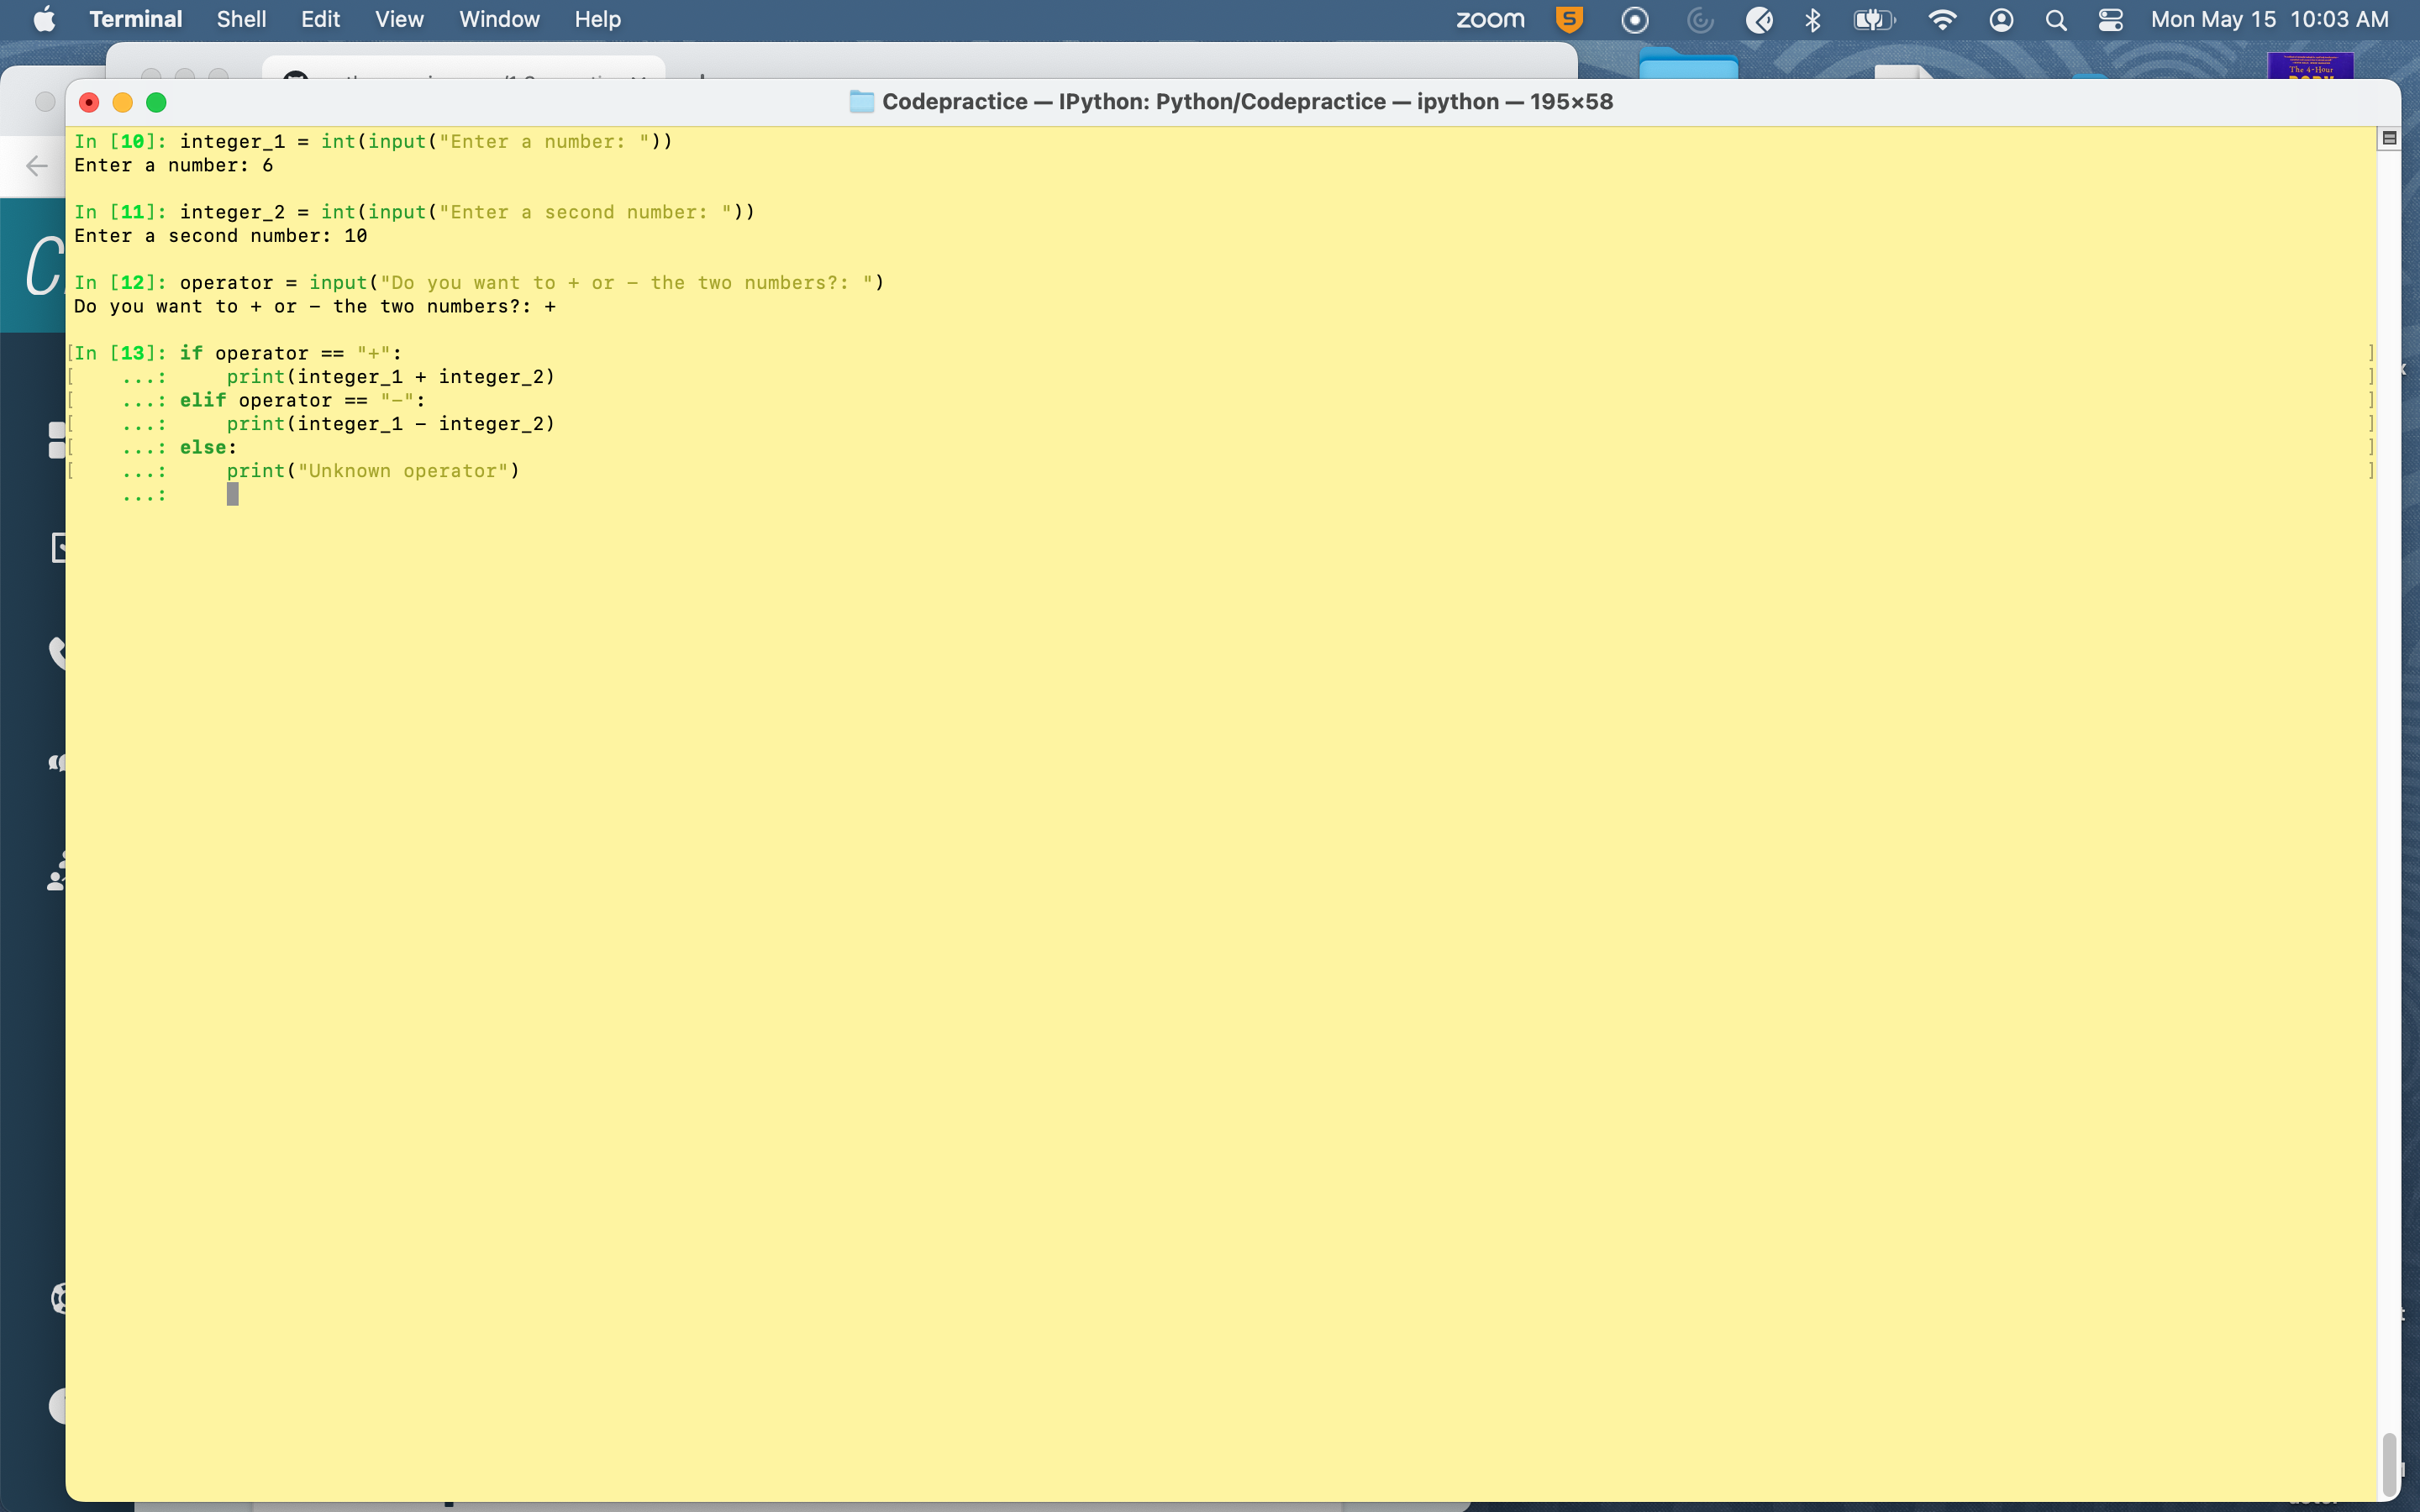 Terminal Shell Edit View Window Help zoom S Mon May 15 10:03 AM
The 4-Hour
Codepractice — IPython: Python/Codepractice — ipython — 195×58
In [10]: integer_1 = int(input("Enter a number: "))
Enter a number: 6
In [11]: integer_2 = int(input("Enter a second number: "))
Enter a second number: 10
In [12]: operator = input("Do you want to + or - the two numbers?: ")
Do you want to + or - the two numbers?: +
[In [13]: if operator == "+": ]
[    ...:     print(integer_1 + integer_2) ]
[    ...: elif operator == "-": ]
[    ...:     print(integer_1 - integer_2) ]
[    ...: else: ]
[    ...:     print("Unknown operator") ]
    ...: